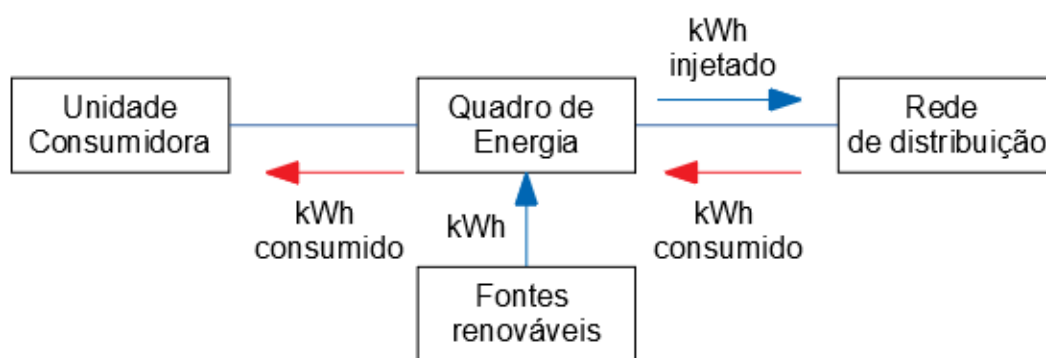 kWh
injetado
Unidade
Consumidora
Quadro de
Energia
Rede
de distribuição
kWh
consumido
kWh
kWh
consumido
Fontes
renováveis